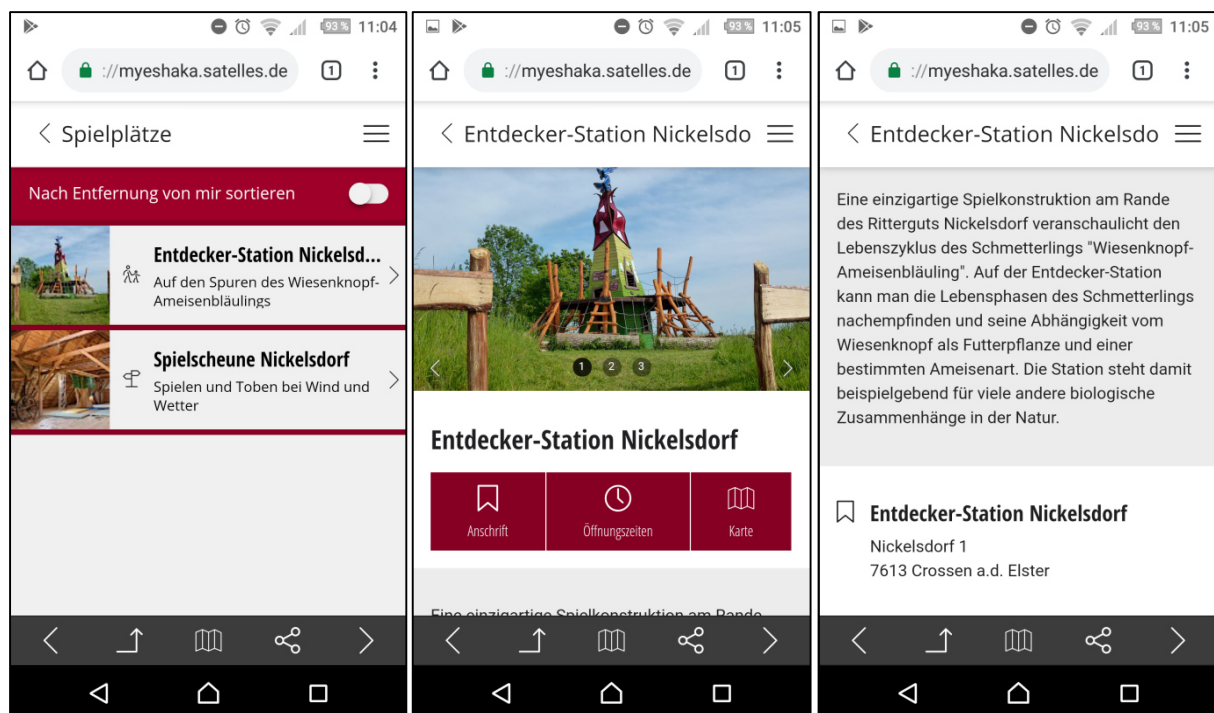 93 % 11:04
://myeshaka.satelles.de 1
Spielplätze
Nach Entfernung von mir sortieren
Entdecker-Station Nickelsd...
Auf den Spuren des Wiesenknopf-
Ameisenbläulings
Spielscheune Nickelsdorf
Spielen und Toben bei Wind und
Wetter
93 % 11:05
://myeshaka.satelles.de 1
Entdecker-Station Nickelsdo
1 2 3
Entdecker-Station Nickelsdorf
Anschrift Öffnungszeiten Karte
Eine einzigartige Spielkonstruktion am Rande
93 % 11:05
://myeshaka.satelles.de 1
Entdecker-Station Nickelsdo
Eine einzigartige Spielkonstruktion am Rande
des Ritterguts Nickelsdorf veranschaulicht den
Lebenszyklus des Schmetterlings "Wiesenknopf-
Ameisenbläuling". Auf der Entdecker-Station
kann man die Lebensphasen des Schmetterlings
nachempfinden und seine Abhängigkeit vom
Wiesenknopf als Futterpflanze und einer
bestimmten Ameisenart. Die Station steht damit
beispielgebend für viele andere biologische
Zusammenhänge in der Natur.
Entdecker-Station Nickelsdorf
Nickelsdorf 1
7613 Crossen a.d. Elster